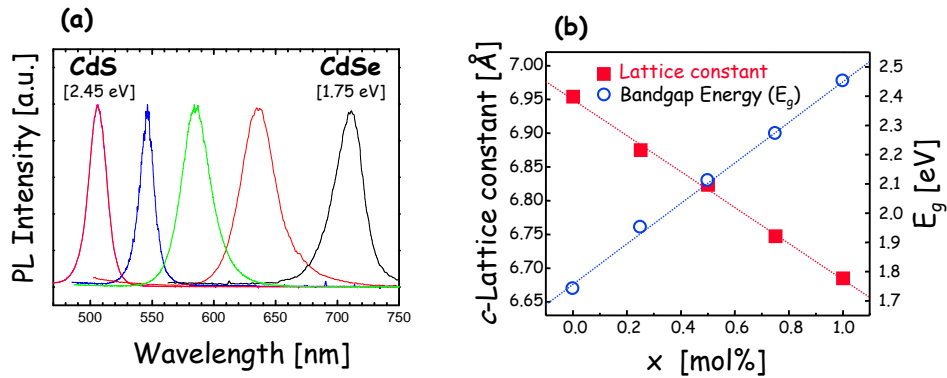 (a)
CdS
[2.45 eV]
CdSe
[1.75 eV]
PL Intensity [a.u.]
500 550 600 650 700 750
Wavelength [nm]
(b)
Lattice constant
Bandgap Energy (Eg)
c-Lattice constant [Å]
7.00
6.95
6.90
6.85
6.80
6.75
6.70
6.65
2.5
2.4
2.3
2.2
2.1
2.0
1.9
1.8
1.7
Eg [eV]
0.0 0.2 0.4 0.6 0.8 1.0
x [mol%]